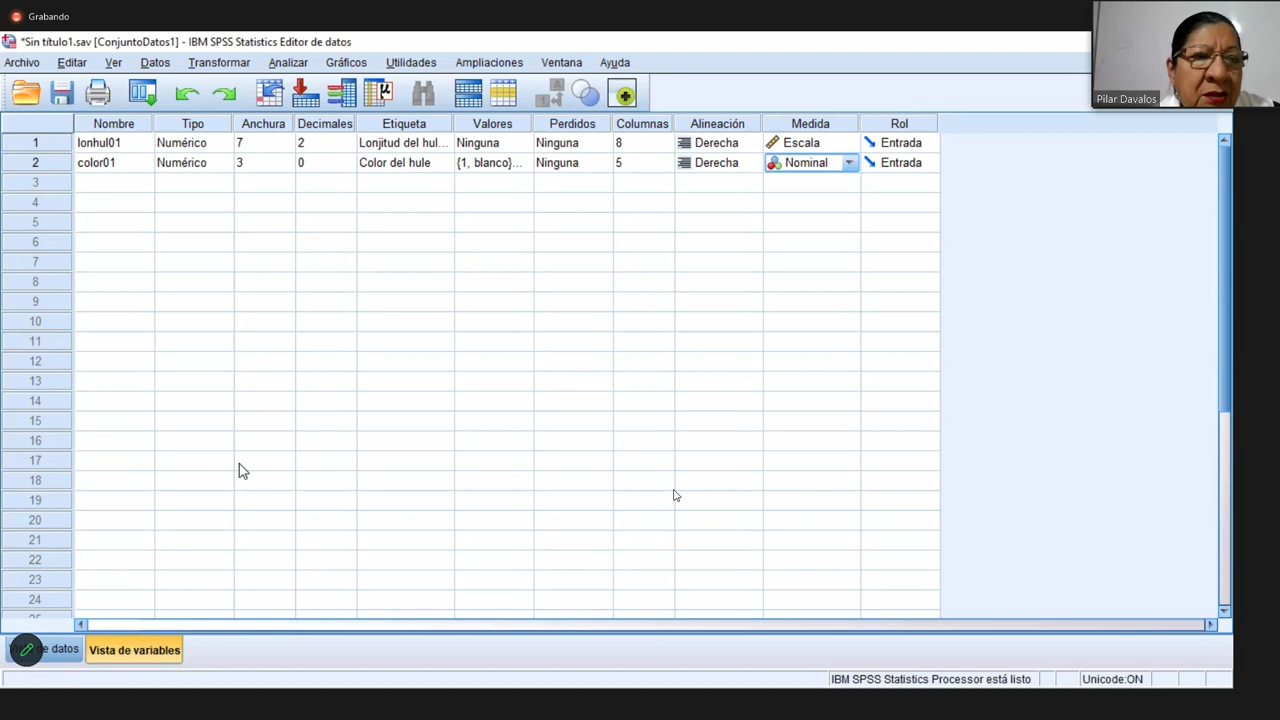 Grabando
*Sin título1.sav [ConjuntoDatos1] - IBM SPSS Statistics Editor de datos
Archivo Editar Ver Datos Transformar Analizar Gráficos Utilidades Ampliaciones Ventana Ayuda
Pilar Davalos
Nombre Tipo Anchura Decimales Etiqueta Valores Perdidos Columnas Alineación Medida Rol
1 lonhul01 Numérico 7 2 Lonjitud del hul... Ninguna Ninguna 8 Derecha Escala Entrada
2 color01 Numérico 3 0 Color del hule {1, blanco}... Ninguna 5 Derecha Nominal Entrada
3
4
5
6
7
8
9
10
11
12
13
14
15
16
17
18
19
20
21
22
23
24
de datos Vista de variables
IBM SPSS Statistics Processor está listo Unicode:ON